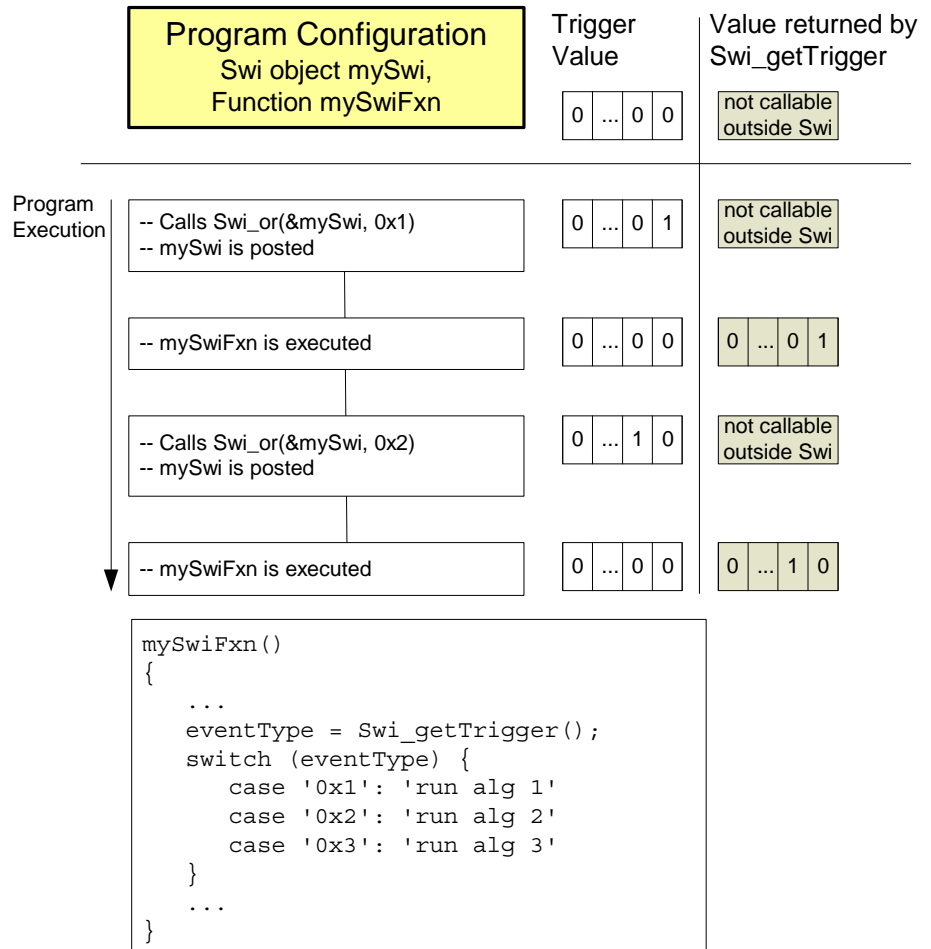 Program Configuration
Swi object mySwi,
Function mySwiFxn
Trigger
Value
Value returned by
Swi_getTrigger
0 ... 0 0
not callable
outside Swi
Program
Execution
-- Calls Swi_or(&mySwi, 0x1)
-- mySwi is posted
0 ... 0 1
not callable
outside Swi
-- mySwiFxn is executed
0 ... 0 0
0 ... 0 1
-- Calls Swi_or(&mySwi, 0x2)
-- mySwi is posted
0 ... 1 0
not callable
outside Swi
-- mySwiFxn is executed
0 ... 0 0
0 ... 1 0
mySwiFxn()
{
...
eventType = Swi_getTrigger();
switch (eventType) {
case '0x1': 'run alg 1'
case '0x2': 'run alg 2'
case '0x3': 'run alg 3'
}
...
}